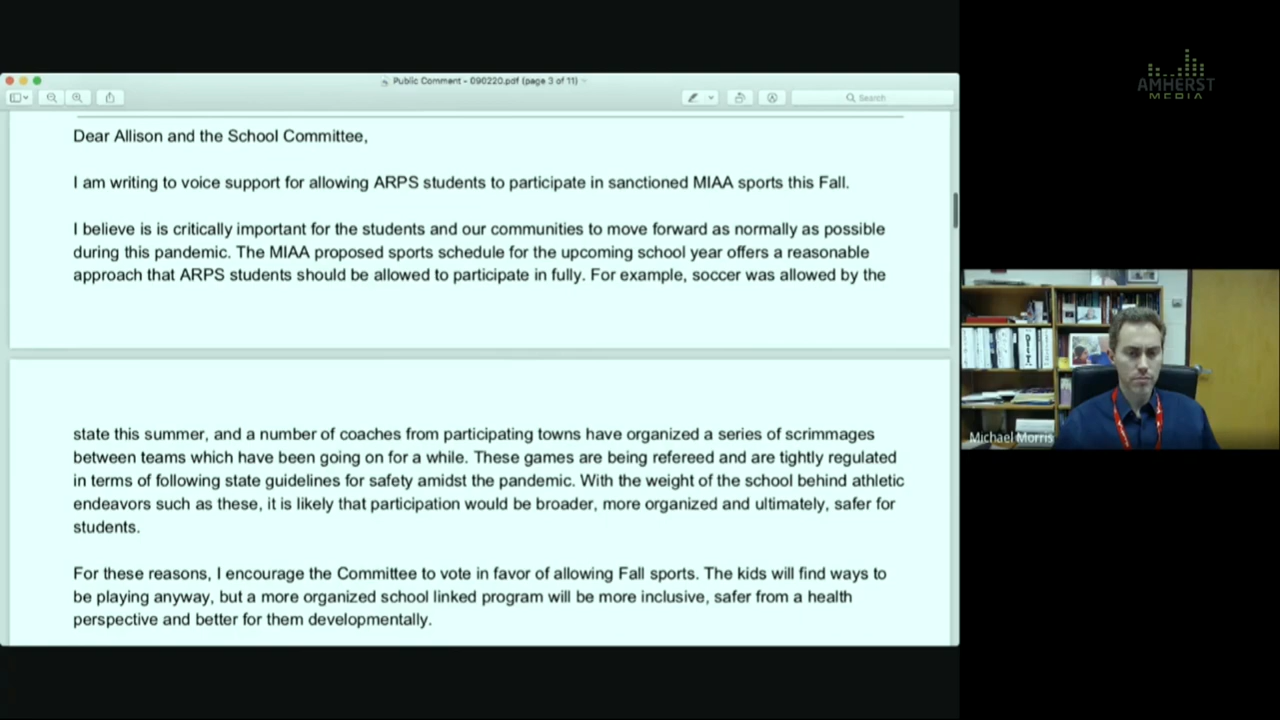 Public Comment - 090220.pdf (page 3 of 11)
Search
Dear Allison and the School Committee,
I am writing to voice support for allowing ARPS students to participate in sanctioned MIAA sports this Fall.
I believe is is critically important for the students and our communities to move forward as normally as possible
during this pandemic. The MIAA proposed sports schedule for the upcoming school year offers a reasonable
approach that ARPS students should be allowed to participate in fully. For example, soccer was allowed by the
state this summer, and a number of coaches from participating towns have organized a series of scrimmages
between teams which have been going on for a while. These games are being refereed and are tightly regulated
in terms of following state guidelines for safety amidst the pandemic. With the weight of the school behind athletic
endeavors such as these, it is likely that participation would be broader, more organized and ultimately, safer for
students.
For these reasons, I encourage the Committee to vote in favor of allowing Fall sports. The kids will find ways to
be playing anyway, but a more organized school linked program will be more inclusive, safer from a health
perspective and better for them developmentally.
AMHERST
MEDIA
Michael Morris